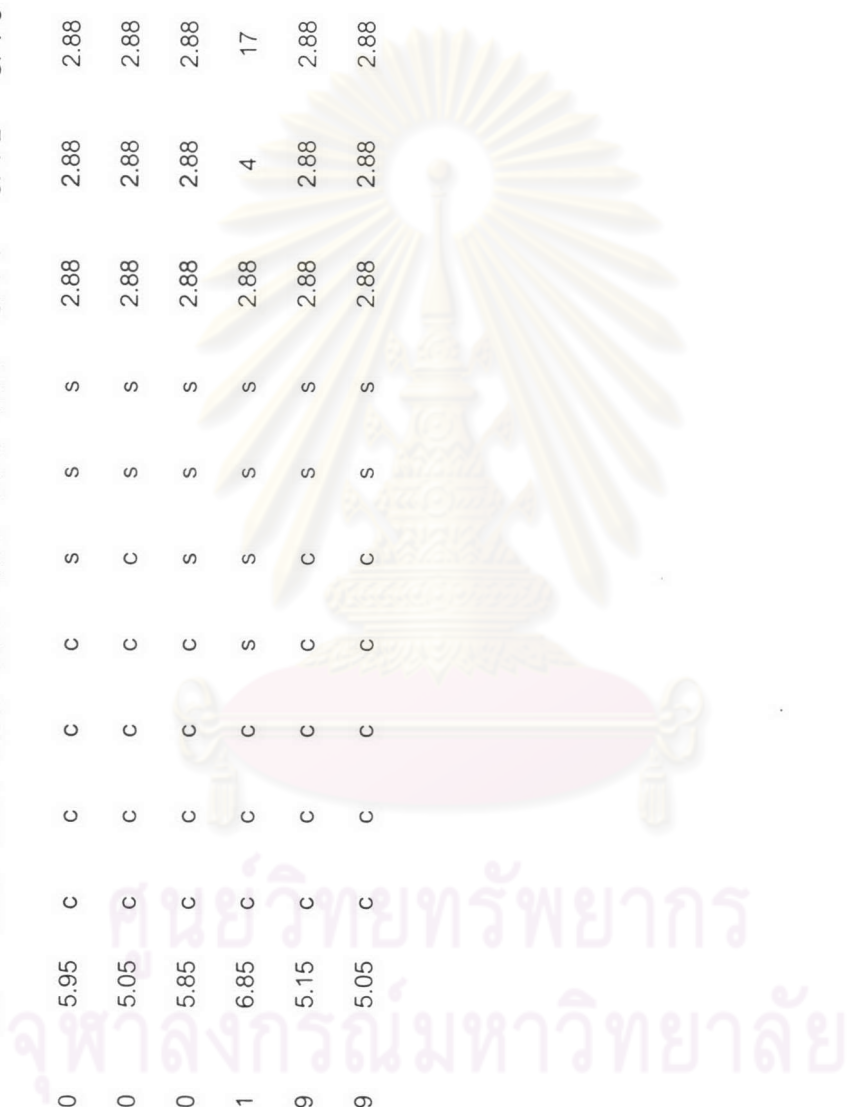 0 5.95 c c c c s s s 2.88 2.88 2.88
0 5.05 c c c c c s s 2.88 2.88 2.88
0 5.85 c c c c s s s 2.88 2.88 2.88
1 6.85 c c c s s s s 2.88 4 17
9 5.15 c c c c c s s 2.88 2.88 2.88
9 5.05 c c c c c s s 2.88 2.88 2.88
ศูนย์วิทยทรัพยากร
จุฬาลงกรณ์มหาวิทยาลัย